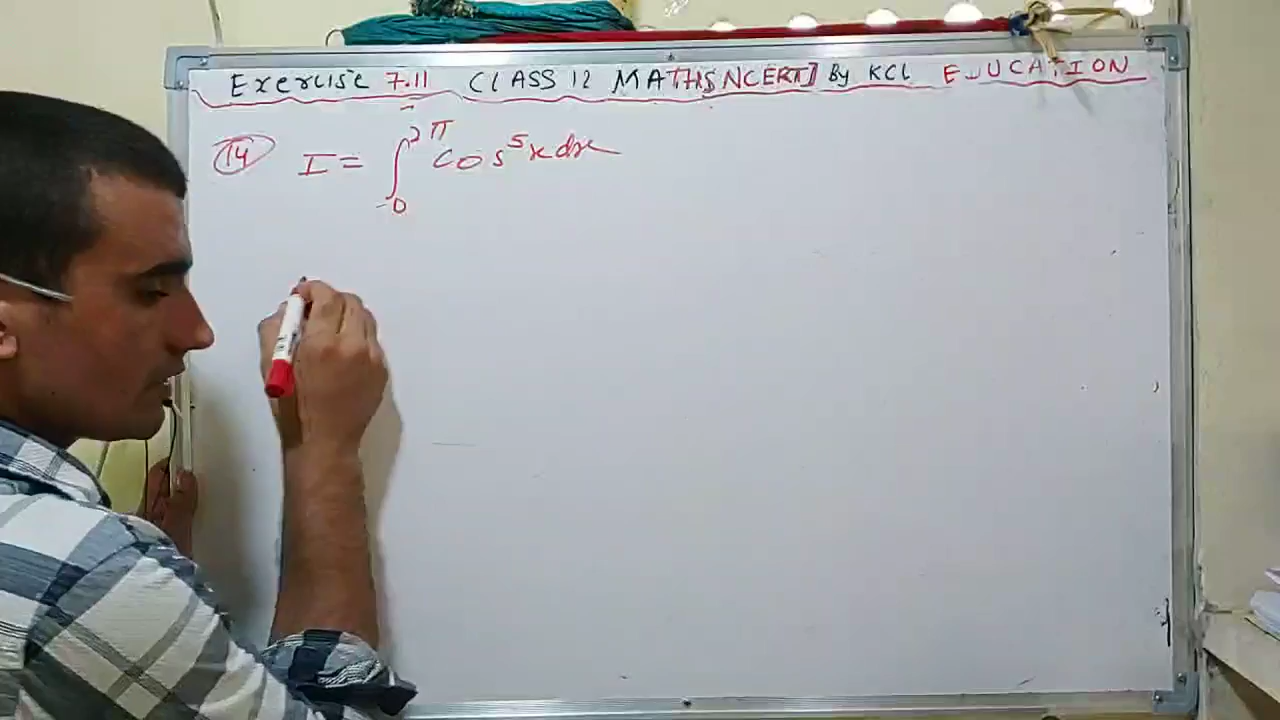 Exercise 7.11 CLASS 12 MATHS NCERT] By KCL EDUCATION
14 I = ∫₀^2π cos⁵x dx